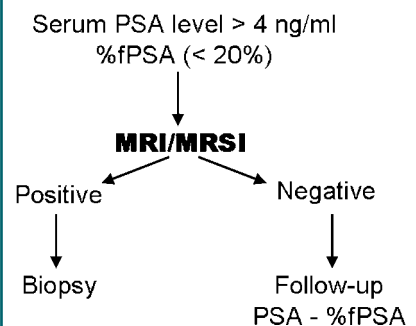 Serum PSA level > 4 ng/ml
%fPSA (< 20%)
MRI/MRSI
Positive
Negative
Biopsy
Follow-up
PSA - %fPSA